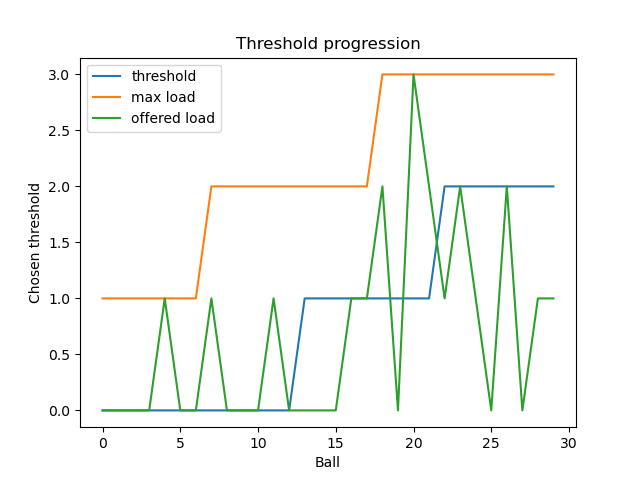 Threshold progression
threshold
max load
offered load
3.0
2.5
2.0
1.5
1.0
0.5
0.0
Chosen threshold
0 5 10 15 20 25 30
Ball